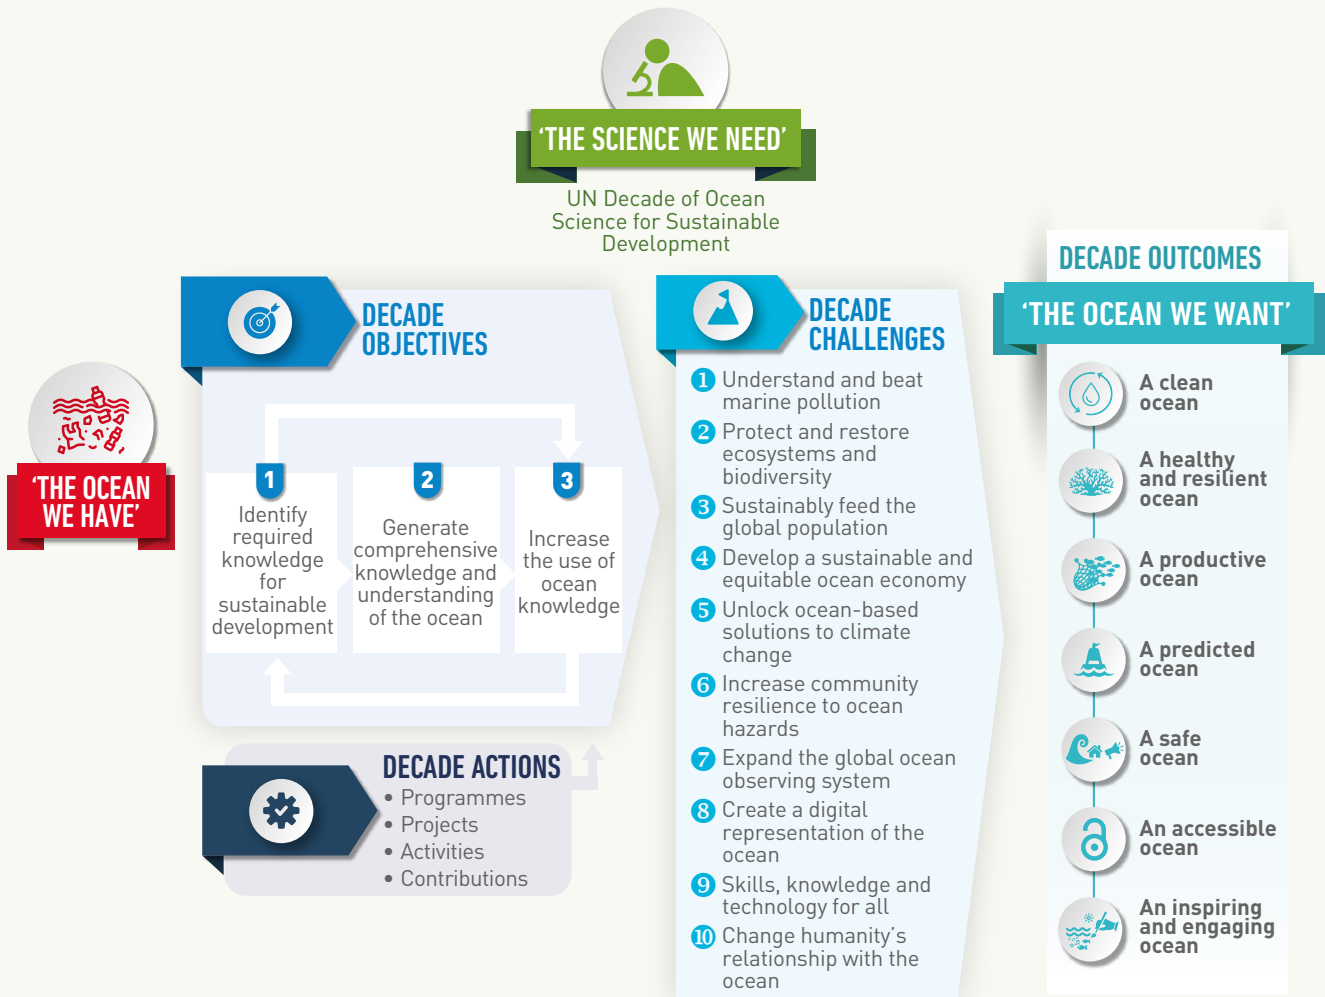 ‘THE SCIENCE WE NEED’
UN Decade of Ocean
Science for Sustainable
Development
‘THE OCEAN
WE HAVE’
DECADE
OBJECTIVES
1
Identify
required
knowledge
for
sustainable
development
2
Generate
comprehensive
knowledge and
understanding
of the ocean
3
Increase
the use of
ocean
knowledge
DECADE ACTIONS
• Programmes
• Projects
• Activities
• Contributions
DECADE
CHALLENGES
1 Understand and beat
marine pollution
2 Protect and restore
ecosystems and
biodiversity
3 Sustainably feed the
global population
4 Develop a sustainable and
equitable ocean economy
5 Unlock ocean-based
solutions to climate
change
6 Increase community
resilience to ocean
hazards
7 Expand the global ocean
observing system
8 Create a digital
representation of the
ocean
9 Skills, knowledge and
technology for all
10 Change humanity’s
relationship with the
ocean
DECADE OUTCOMES
‘THE OCEAN WE WANT’
A clean
ocean
A healthy
and resilient
ocean
A productive
ocean
A predicted
ocean
A safe
ocean
An accessible
ocean
An inspiring
and engaging
ocean